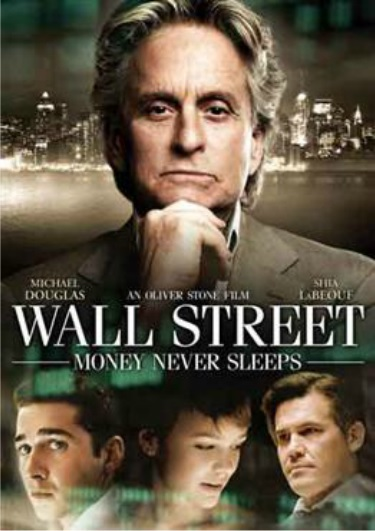 MICHAEL
DOUGLAS
AN OLIVER STONE FILM
SHIA
LABEOUF
WALL STREET
MONEY NEVER SLEEPS